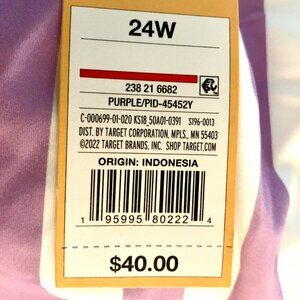 24W
238 21 6682
PURPLE/PID-45452Y
C-000699-01-020 KS18_50A01-0391 S196-0013
DIST. BY TARGET CORPORATION, MPLS., MN 55403
©2022 TARGET BRANDS, INC. SHOP TARGET.COM
ORIGIN: INDONESIA
1 95995 80222 4
$40.00